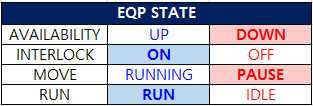 EQP STATE
AVAILABILITY UP DOWN
INTERLOCK ON OFF
MOVE RUNNING PAUSE
RUN RUN IDLE